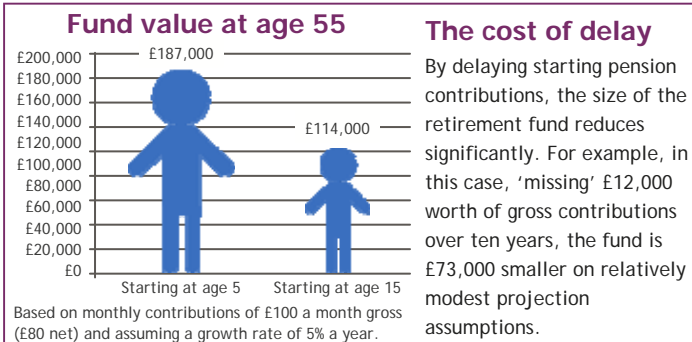 Fund value at age 55
£200,000
£180,000
£160,000
£140,000
£120,000
£100,000
£80,000
£60,000
£40,000
£20,000
£0
£187,000
£114,000
Starting at age 5
Starting at age 15
Based on monthly contributions of £100 a month gross
(£80 net) and assuming a growth rate of 5% a year.
The cost of delay
By delaying starting pension
contributions, the size of the
retirement fund reduces
significantly. For example, in
this case, ‘missing’ £12,000
worth of gross contributions
over ten years, the fund is
£73,000 smaller on relatively
modest projection
assumptions.